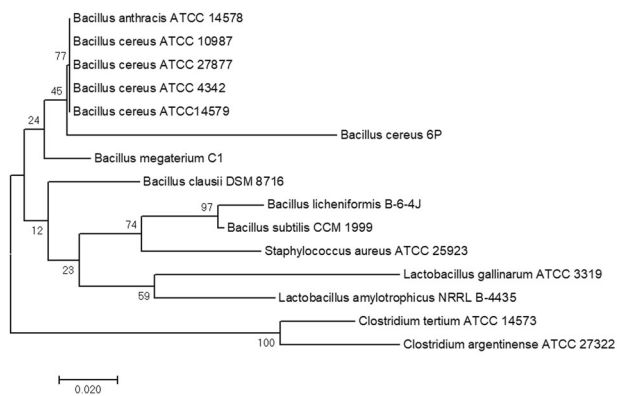 Bacillus anthracis ATCC 14578
Bacillus cereus ATCC 10987
77
Bacillus cereus ATCC 27877
45
Bacillus cereus ATCC 4342
Bacillus cereus ATCC14579
24
Bacillus cereus 6P
Bacillus megaterium C1
Bacillus clausii DSM 8716
97
Bacillus licheniformis B-6-4J
74
Bacillus subtilis CCM 1999
12
Staphylococcus aureus ATCC 25923
23
Lactobacillus gallinarum ATCC 3319
59
Lactobacillus amylotrophicus NRRL B-4435
Clostridium tertium ATCC 14573
100
Clostridium argentinense ATCC 27322
0.020